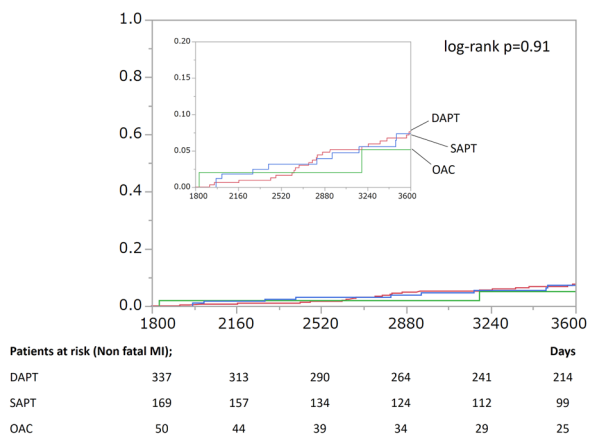 1.0
0.8
0.6
0.4
0.2
0.0
1800 2160 2520 2880 3240 3600
log-rank p=0.91
0.20
0.15
0.10
0.05
0.00
1800 2160 2520 2880 3240 3600
DAPT
SAPT
OAC
Patients at risk (Non fatal MI); Days
DAPT 337 313 290 264 241 214
SAPT 169 157 134 124 112 99
OAC 50 44 39 34 29 25